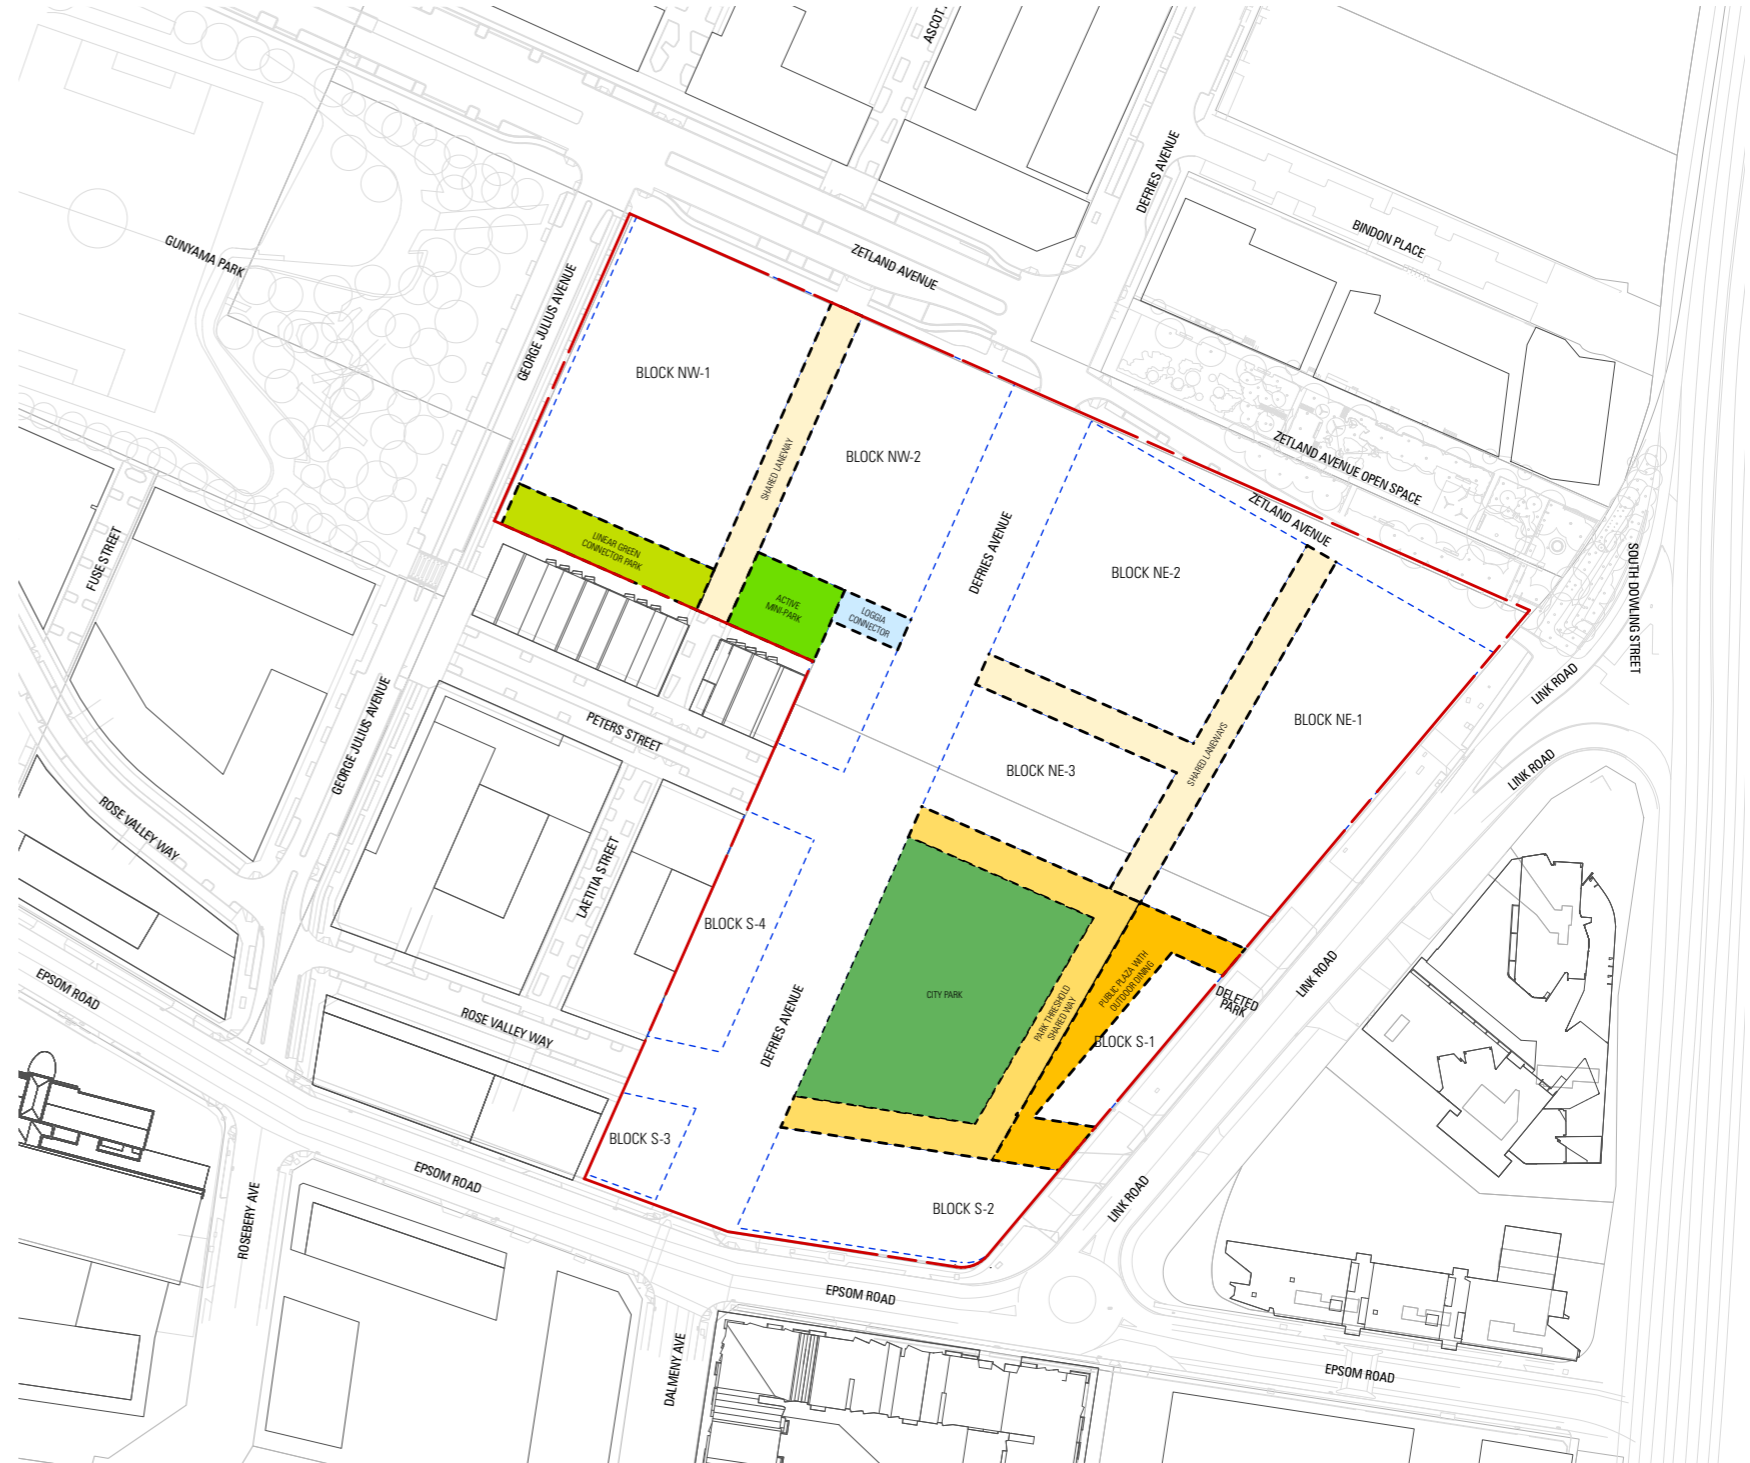 ASCOT.
DEFRIES AVENUE
BINDON PLACE
GUNYAMA PARK
ZETLAND AVENUE
GEORGE JULIUS AVENUE
BLOCK NW-1
SHARED LANEWAY
BLOCK NW-2
ZETLAND AVENUE OPEN SPACE
ZETLAND AVENUE
DEFRIES AVENUE
FUSE STREET
LINEAR GREEN
CONNECTOR PARK
ACTIVE
MINI-PARK
LOGGIA
CONNECTOR
BLOCK NE-2
SOUTH DOWLING STREET
LINK ROAD
BLOCK NE-1
PETERS STREET
GEORGE JULIUS AVENUE
BLOCK NE-3
SHARED LANEWAYS
LINK ROAD
ROSE VALLEY WAY
LAETITIA STREET
BLOCK S-4
EPSOM ROAD
CITY PARK
PUBLIC PLAZA WITH
OUTDOOR DINING
PARK THRESHOLD
SHARED WAY
DELETED
PARK
LINK ROAD
DEFRIES AVENUE
ROSE VALLEY WAY
BLOCK S-1
BLOCK S-3
EPSOM ROAD
ROSEBERY AVE
BLOCK S-2
LINK ROAD
EPSOM ROAD
DALMENY AVE
EPSOM ROAD